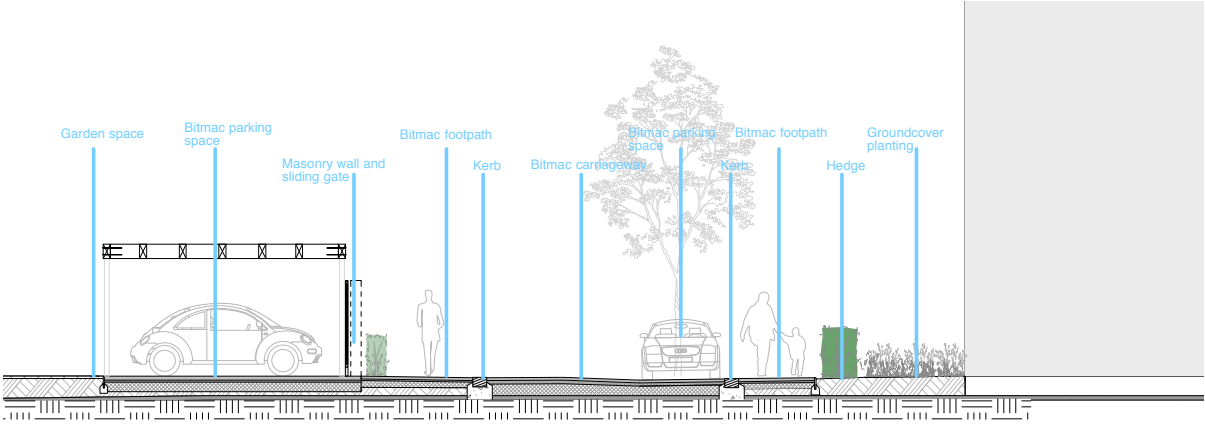 Garden space
Bitmac parking
space
Masonry wall and
sliding gate
Bitmac footpath
Kerb
Bitmac carriageway
Bitmac parking
space
Kerb
Bitmac footpath
Hedge
Groundcover
planting